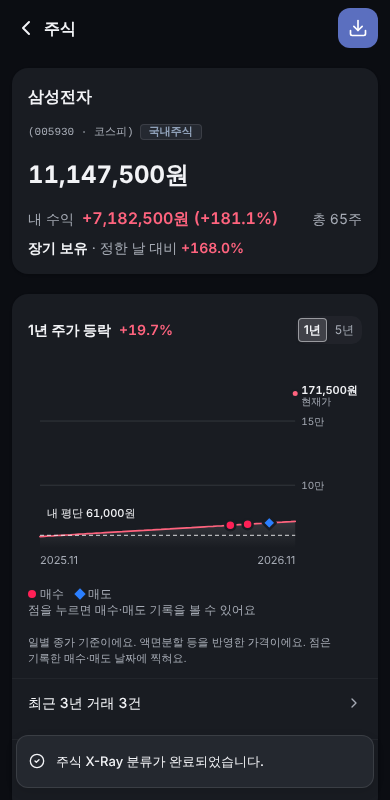 주식
삼성전자
(005930 · 코스피) 국내주식
11,147,500원
내 수익 +7,182,500원 (+181.1%) 총 65주
장기 보유 · 정한 날 대비 +168.0%
1년 주가 등락 +19.7% 1년 5년
171,500원
현재가
15만
10만
내 평단 61,000원
2025.11 2026.11
매수 매도
점을 누르면 매수·매도 기록을 볼 수 있어요
일별 종가 기준이에요. 액면분할 등을 반영한 가격이에요. 점은
기록한 매수·매도 날짜에 찍혀요.
최근 3년 거래 3건
주식 X-Ray 분류가 완료되었습니다.